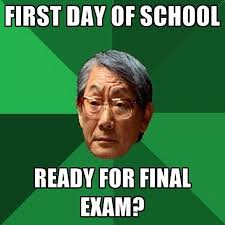 FIRST DAY OF SCHOOL
READY FOR FINAL
EXAM?